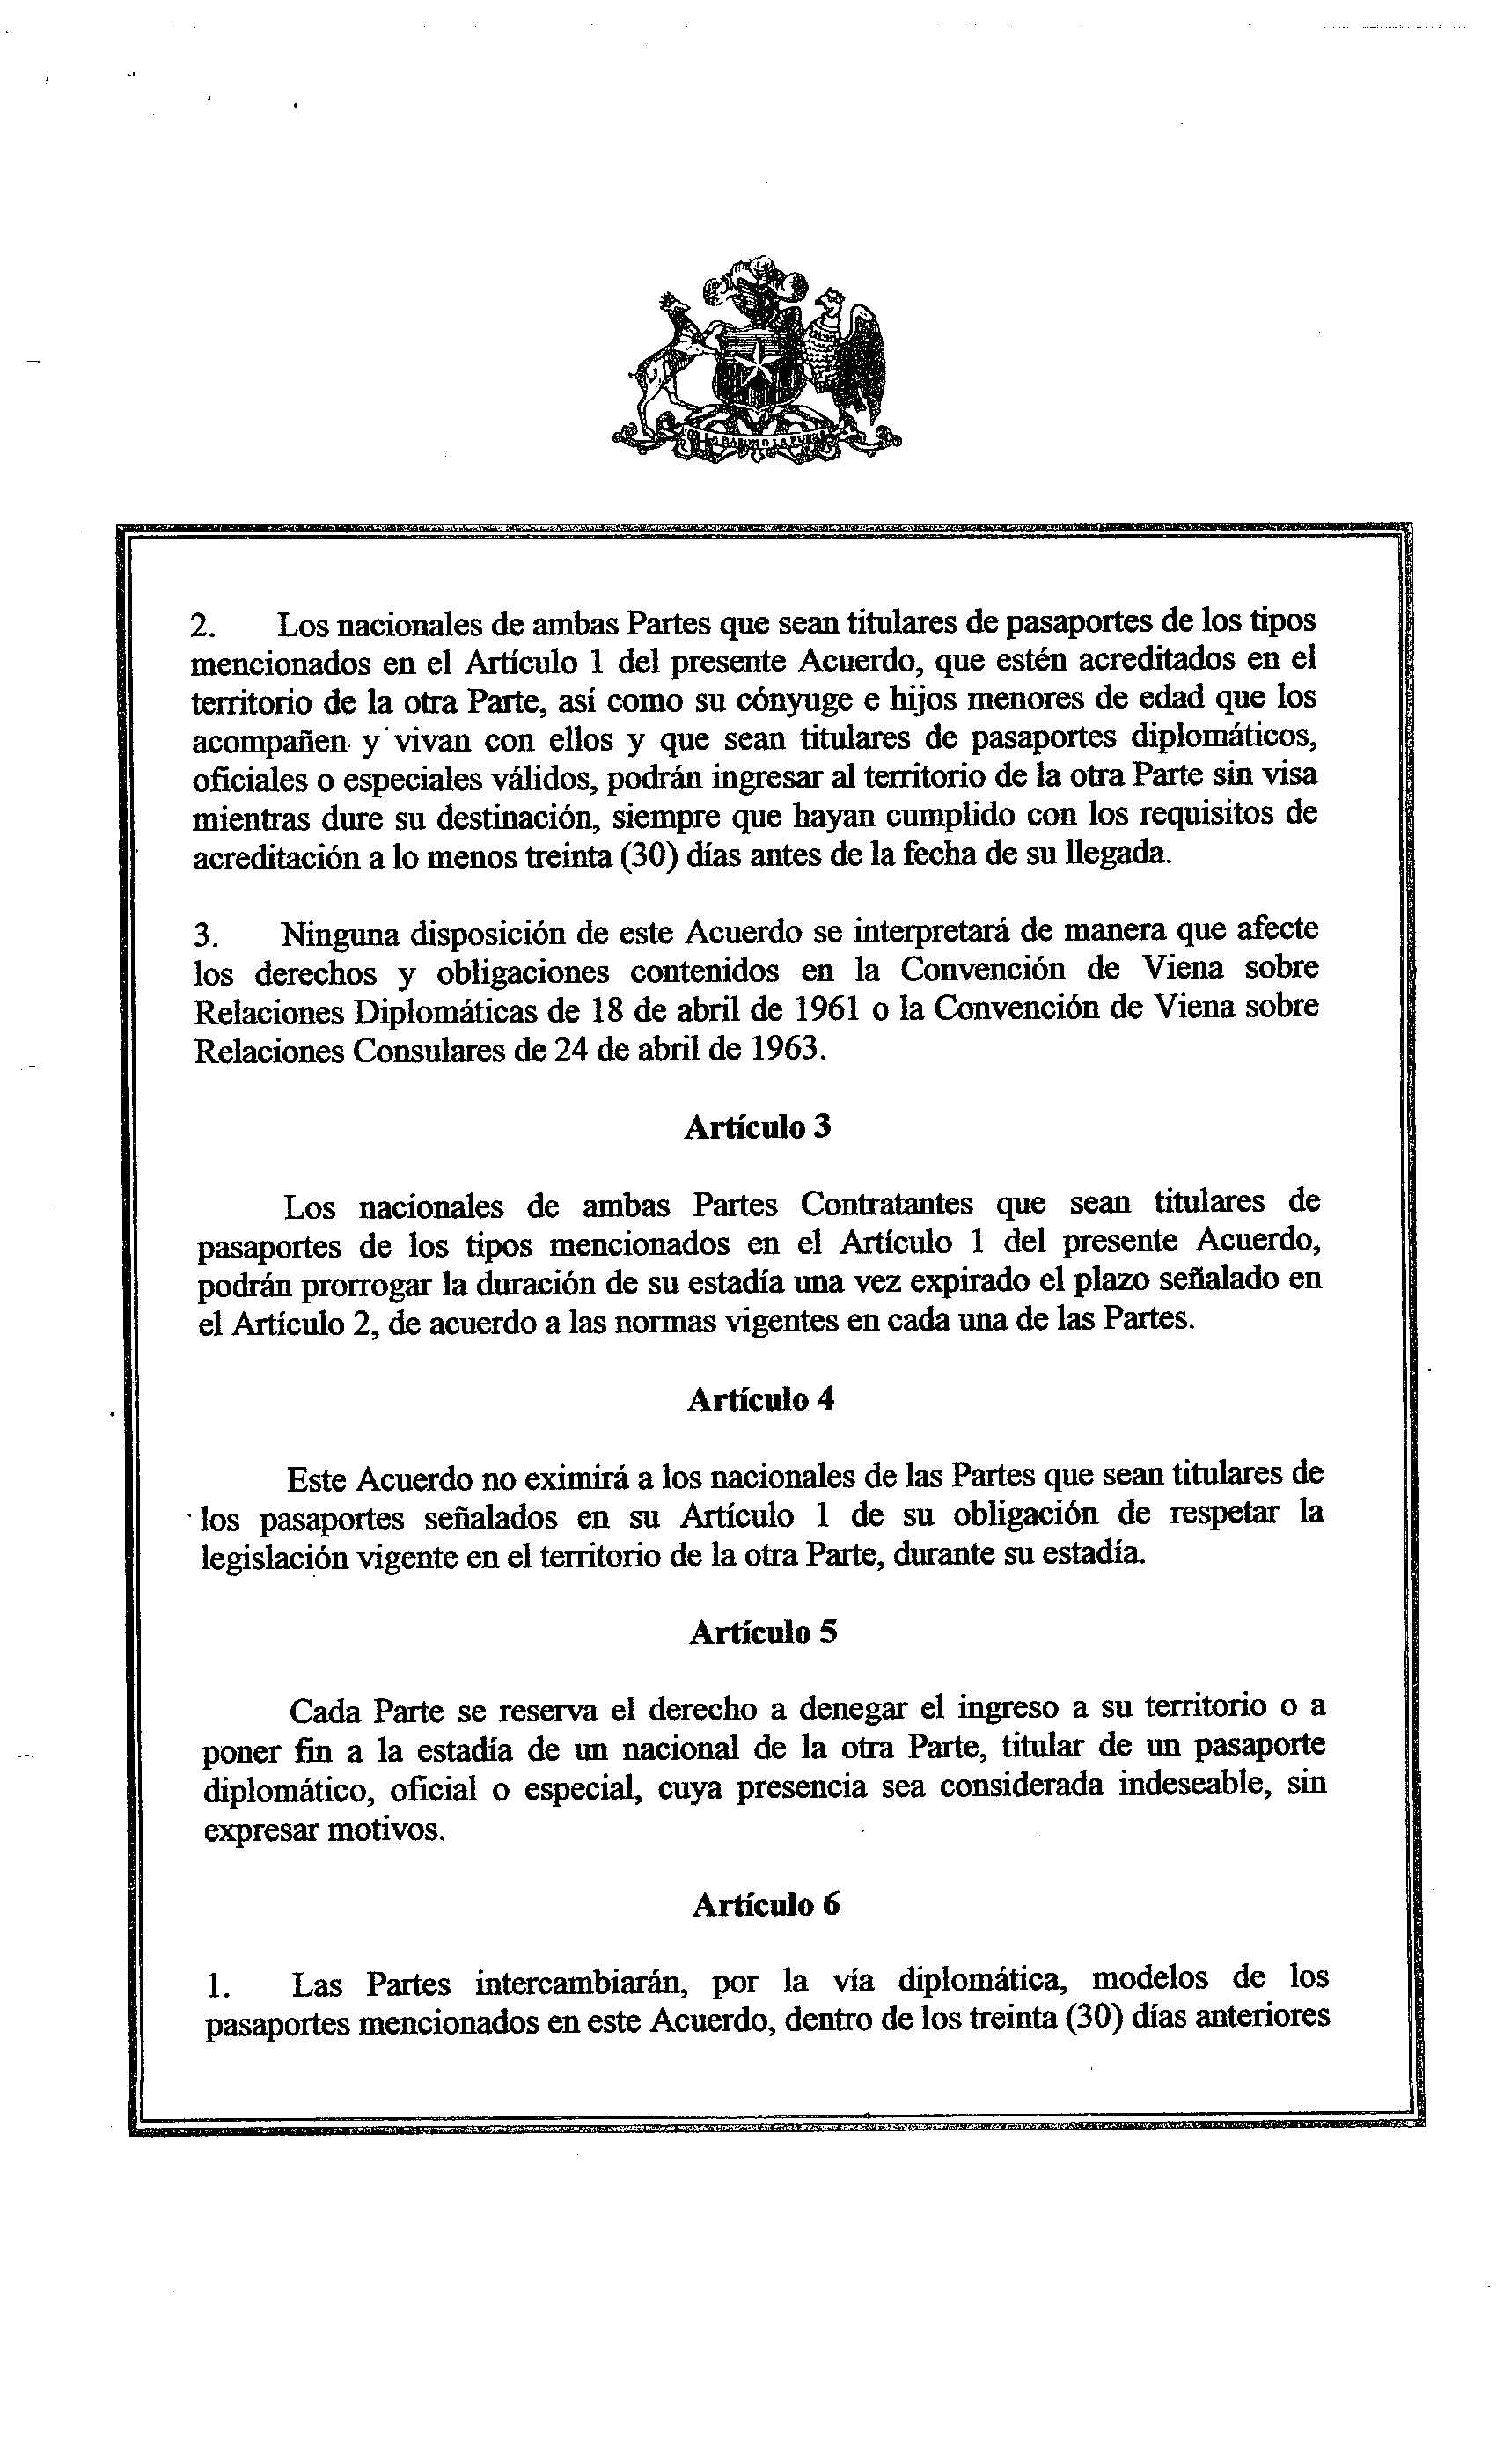 2. Los nacionales de ambas Partes que sean titulares de pasaportes de los tipos
mencionados en el Artículo 1 del presente Acuerdo, que estén acreditados en el
territorio de la otra Parte, así como su cónyuge e hijos menores de edad que los
acompañen y vivan con ellos y que sean titulares de pasaportes diplomáticos,
oficiales o especiales válidos, podrán ingresar al territorio de la otra Parte sin visa
mientras dure su destinación, siempre que hayan cumplido con los requisitos de
acreditación a lo menos treinta (30) días antes de la fecha de su llegada.
3. Ninguna disposición de este Acuerdo se interpretará de manera que afecte
los derechos y obligaciones contenidos en la Convención de Viena sobre
Relaciones Diplomáticas de 18 de abril de 1961 o la Convención de Viena sobre
Relaciones Consulares de 24 de abril de 1963.
Artículo 3
Los nacionales de ambas Partes Contratantes que sean titulares de
pasaportes de los tipos mencionados en el Artículo 1 del presente Acuerdo,
podrán prorrogar la duración de su estadía una vez expirado el plazo señalado en
el Artículo 2, de acuerdo a las normas vigentes en cada una de las Partes.
Artículo 4
Este Acuerdo no eximirá a los nacionales de las Partes que sean titulares de
los pasaportes señalados en su Artículo 1 de su obligación de respetar la
legislación vigente en el territorio de la otra Parte, durante su estadía.
Artículo 5
Cada Parte se reserva el derecho a denegar el ingreso a su territorio o a
poner fin a la estadía de un nacional de la otra Parte, titular de un pasaporte
diplomático, oficial o especial, cuya presencia sea considerada indeseable, sin
expresar motivos.
Artículo 6
1. Las Partes intercambiarán, por la vía diplomática, modelos de los
pasaportes mencionados en este Acuerdo, dentro de los treinta (30) días anteriores